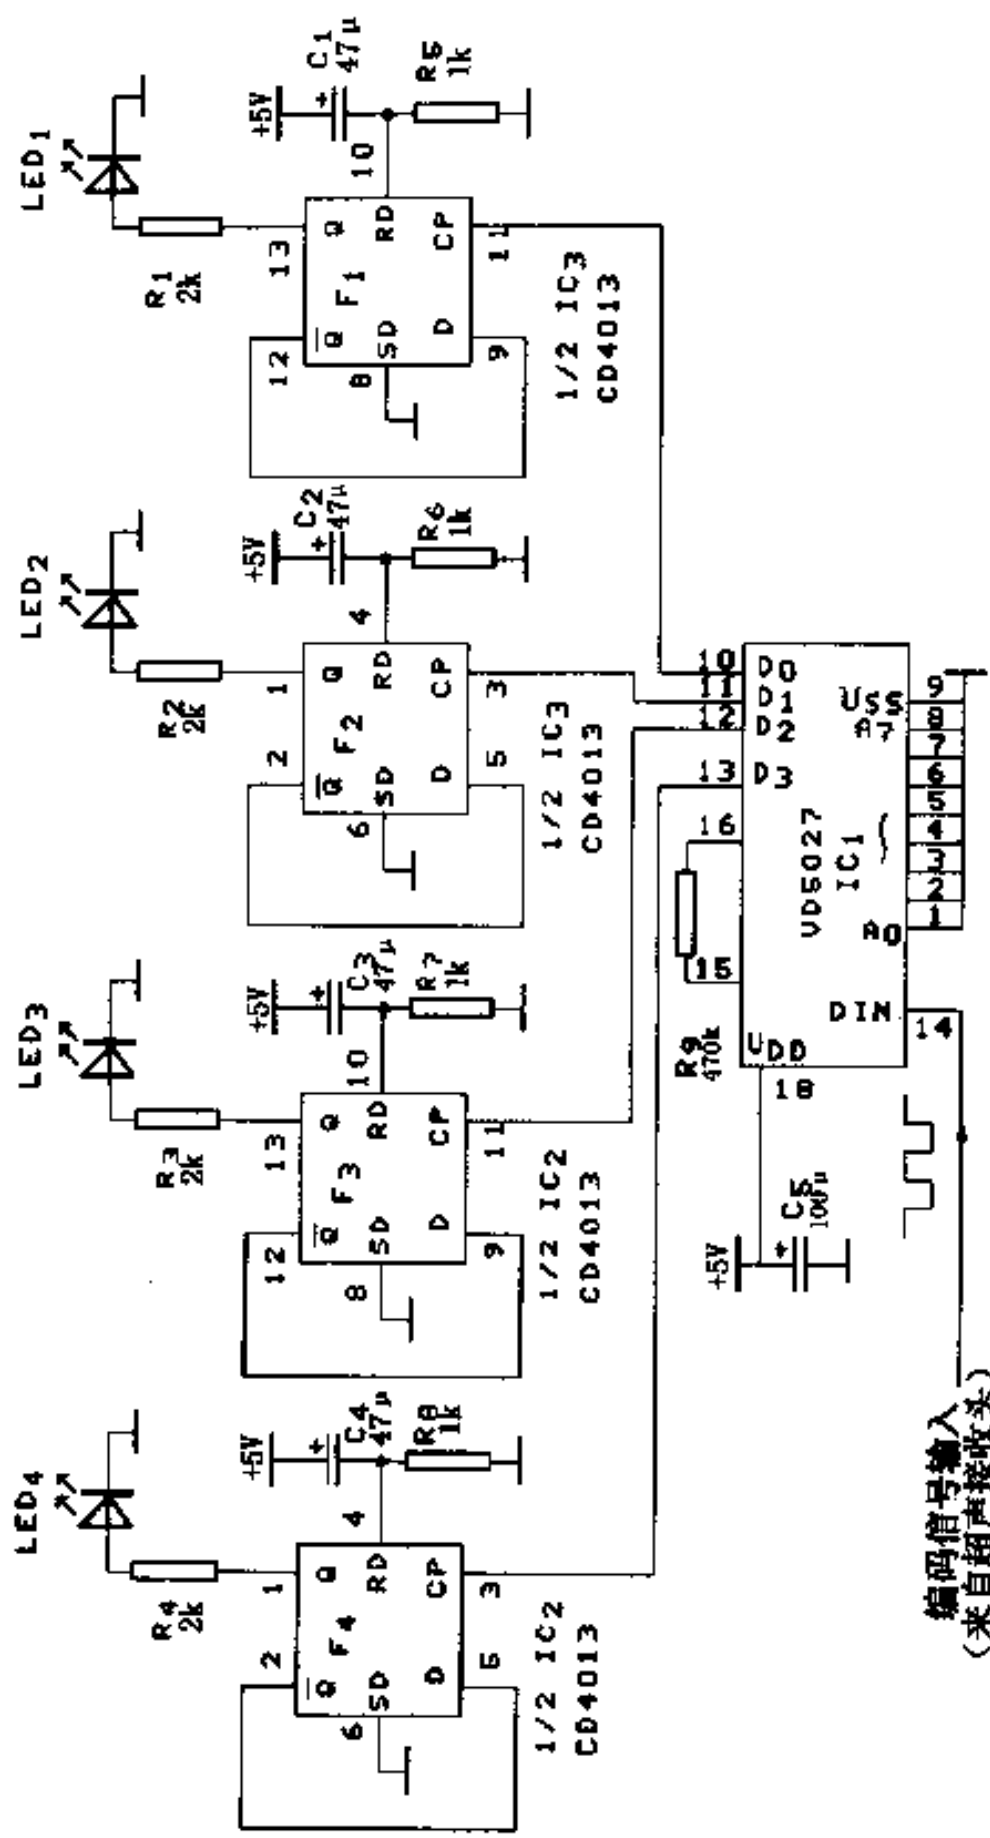 LED4
LED3
LED2
LED1
R4
2k
R3
2k
R2
2k
R1
2k
+5V
C4
47μ
R8
1k
+5V
C3
47μ
R7
1k
+5V
C2
47μ
R6
1k
+5V
C1
47μ
R5
1k
2
1
4
Q̅
Q
F4
SD
RD
D
CP
6
5
3
1/2 IC2
CD4013
12
13
10
Q̅
Q
F3
SD
RD
D
CP
8
9
11
1/2 IC2
CD4013
2
1
4
Q̅
Q
F2
SD
RD
D
CP
6
5
3
1/2 IC3
CD4013
12
13
10
Q̅
Q
F1
SD
RD
D
CP
8
9
11
1/2 IC3
CD4013
+5V
C5
100μ
R9
470k
15
16
13
12
11
10
18
UDD
D3
D2
D1
D0
VD5027
IC1
DIN
A0
A7
USS
14
1
2
3
4
5
6
7
8
9
编码信号输入
(来自超声接收头)